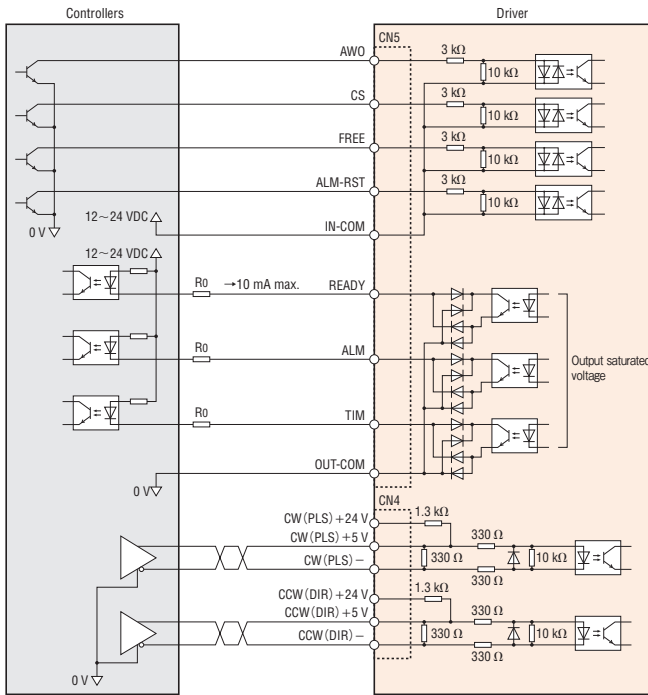 Controllers
Driver
CN5
AWO
3 kΩ
10 kΩ
CS
3 kΩ
10 kΩ
FREE
3 kΩ
10 kΩ
ALM-RST
3 kΩ
10 kΩ
12~24 VDC
0 V
IN-COM
12~24 VDC
R0
→10 mA max.
READY
R0
ALM
Output saturated
voltage
R0
TIM
OUT-COM
0 V
CN4
CW(PLS)+24 V
1.3 kΩ
CW(PLS)+5 V
330 Ω
330 Ω
10 kΩ
CW(PLS)−
330 Ω
CCW(DIR)+24 V
1.3 kΩ
CCW(DIR)+5 V
330 Ω
330 Ω
10 kΩ
CCW(DIR)−
330 Ω
0 V